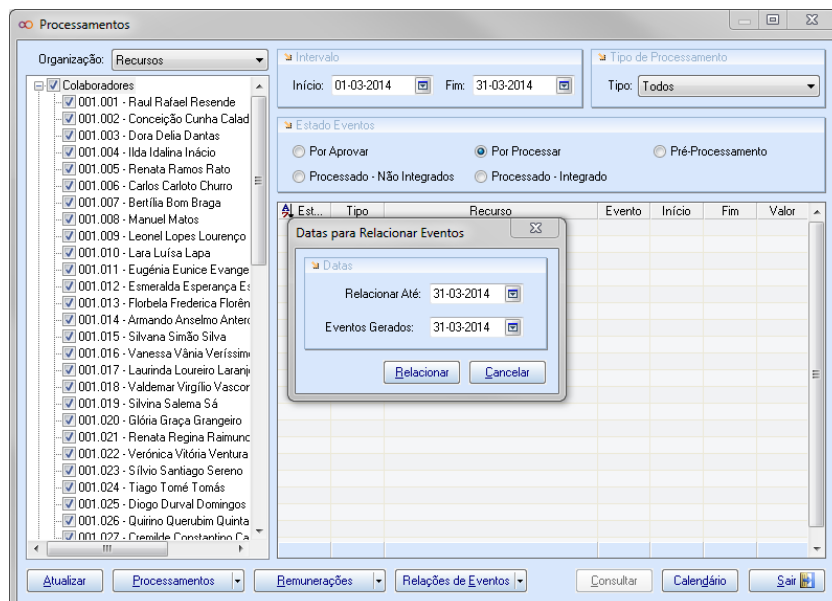 Processamentos
Organização: Recursos
Colaboradores
001.001 - Raul Rafael Resende
001.002 - Conceição Cunha Calad
001.003 - Dora Delia Dantas
001.004 - Ilda Idalina Inácio
001.005 - Renata Ramos Rato
001.006 - Carlos Carloto Churro
001.007 - Bertília Bom Braga
001.008 - Manuel Matos
001.009 - Leonel Lopes Lourenço
001.010 - Lara Luísa Lapa
001.011 - Eugénia Eunice Evange
001.012 - Esmeralda Esperança Es
001.013 - Florbela Frederica Florên
001.014 - Armando Anselmo Antero
001.015 - Silvana Simão Silva
001.016 - Vanessa Vânia Veríssim
001.017 - Laurinda Loureiro Laranj
001.018 - Valdemar Virgílio Vascor
001.019 - Silvina Salema Sá
001.020 - Glória Graça Grangeiro
001.021 - Renata Regina Raimunc
001.022 - Verónica Vitória Ventura
001.023 - Sílvio Santiago Sereno
001.024 - Tiago Tomé Tomás
001.025 - Diogo Durval Domingos
001.026 - Quirino Querubim Quinta
001.027 - Cremilde Constantino Ca
Intervalo
Início: 01-03-2014 Fim: 31-03-2014
Tipo de Processamento
Tipo: Todos
Estado Eventos
Por Aprovar Por Processar Pré-Processamento
Processado - Não Integrados Processado - Integrado
Est... Tipo Recurso Evento Início Fim Valor
Datas para Relacionar Eventos
Datas
Relacionar Até: 31-03-2014
Eventos Gerados: 31-03-2014
Relacionar Cancelar
Atualizar Processamentos Remunerações Relações de Eventos Consultar Calendário Sair